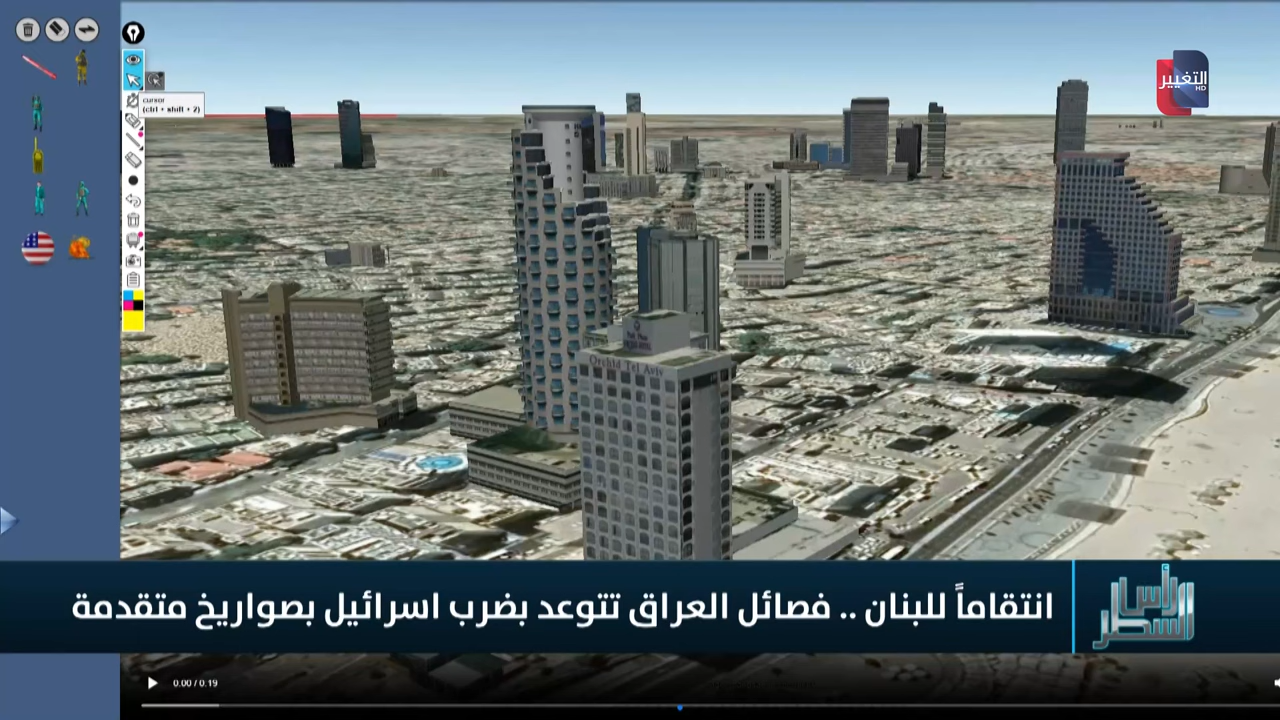 التغيير
HD
cursor
(ctrl + shift + 2)
Orchid Tel Aviv
انتقاماً للبنان .. فصائل العراق تتوعد بضرب اسرائيل بصواريخ متقدمة
رأس السطر
0:00 / 0:19